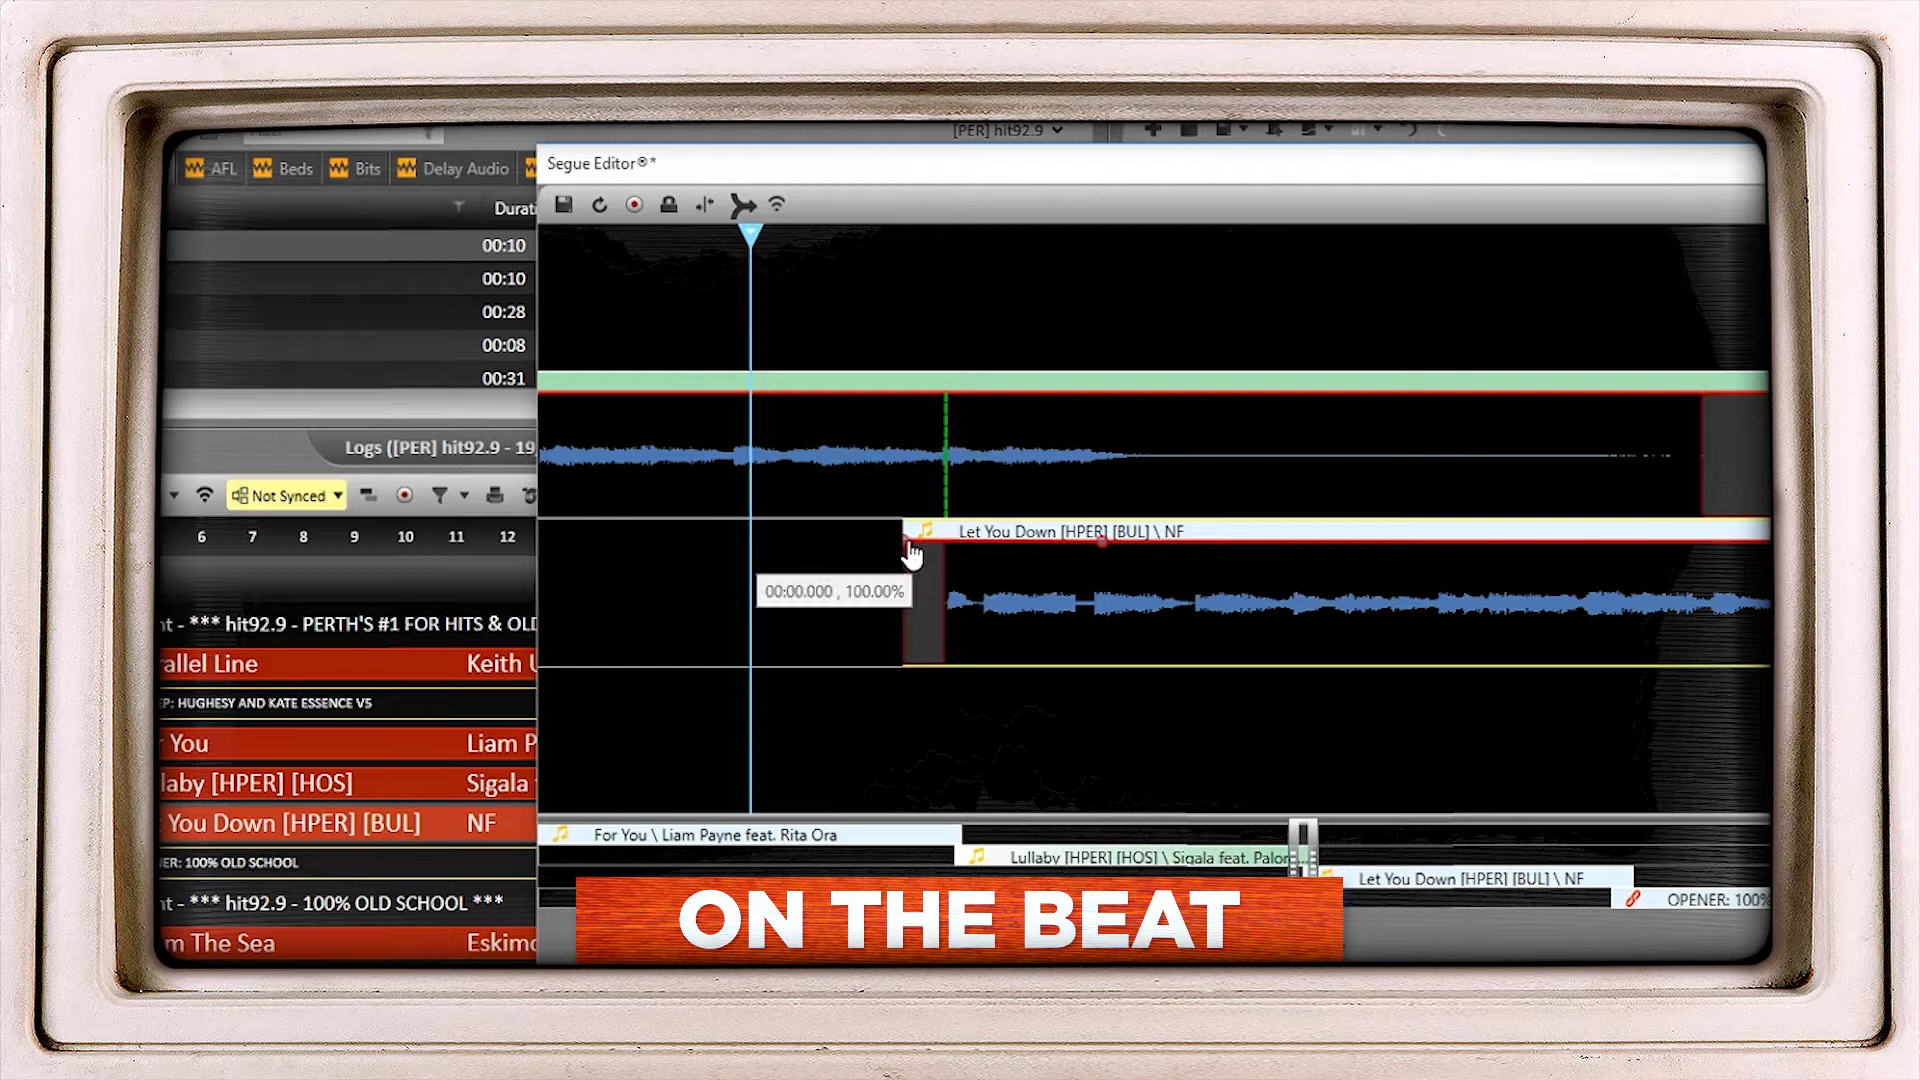 [PER] hit92.9
AFL
Beds
Bits
Delay Audio
Segue Editor®*
00:10
00:10
00:28
00:08
00:31
Logs ([PER] hit92.9 - 19
Not Synced
6 7 8 9 10 11 12
Let You Down [HPER] [BUL] \ NF
00:00.000 , 100.00%
nt - *** hit92.9 - PERTH'S #1 FOR HITS & OLD
rallel Line Keith U
EP: HUGHESY AND KATE ESSENCE V5
r You Liam P
laby [HPER] [HOS] Sigala
You Down [HPER] [BUL] NF
ER: 100% OLD SCHOOL
nt - *** hit92.9 - 100% OLD SCHOOL ***
m The Sea Eskimo
For You \ Liam Payne feat. Rita Ora
Lullaby [HPER] [HOS] \ Sigala feat. Palom...
Let You Down [HPER] [BUL] \ NF
OPENER: 100%
ON THE BEAT